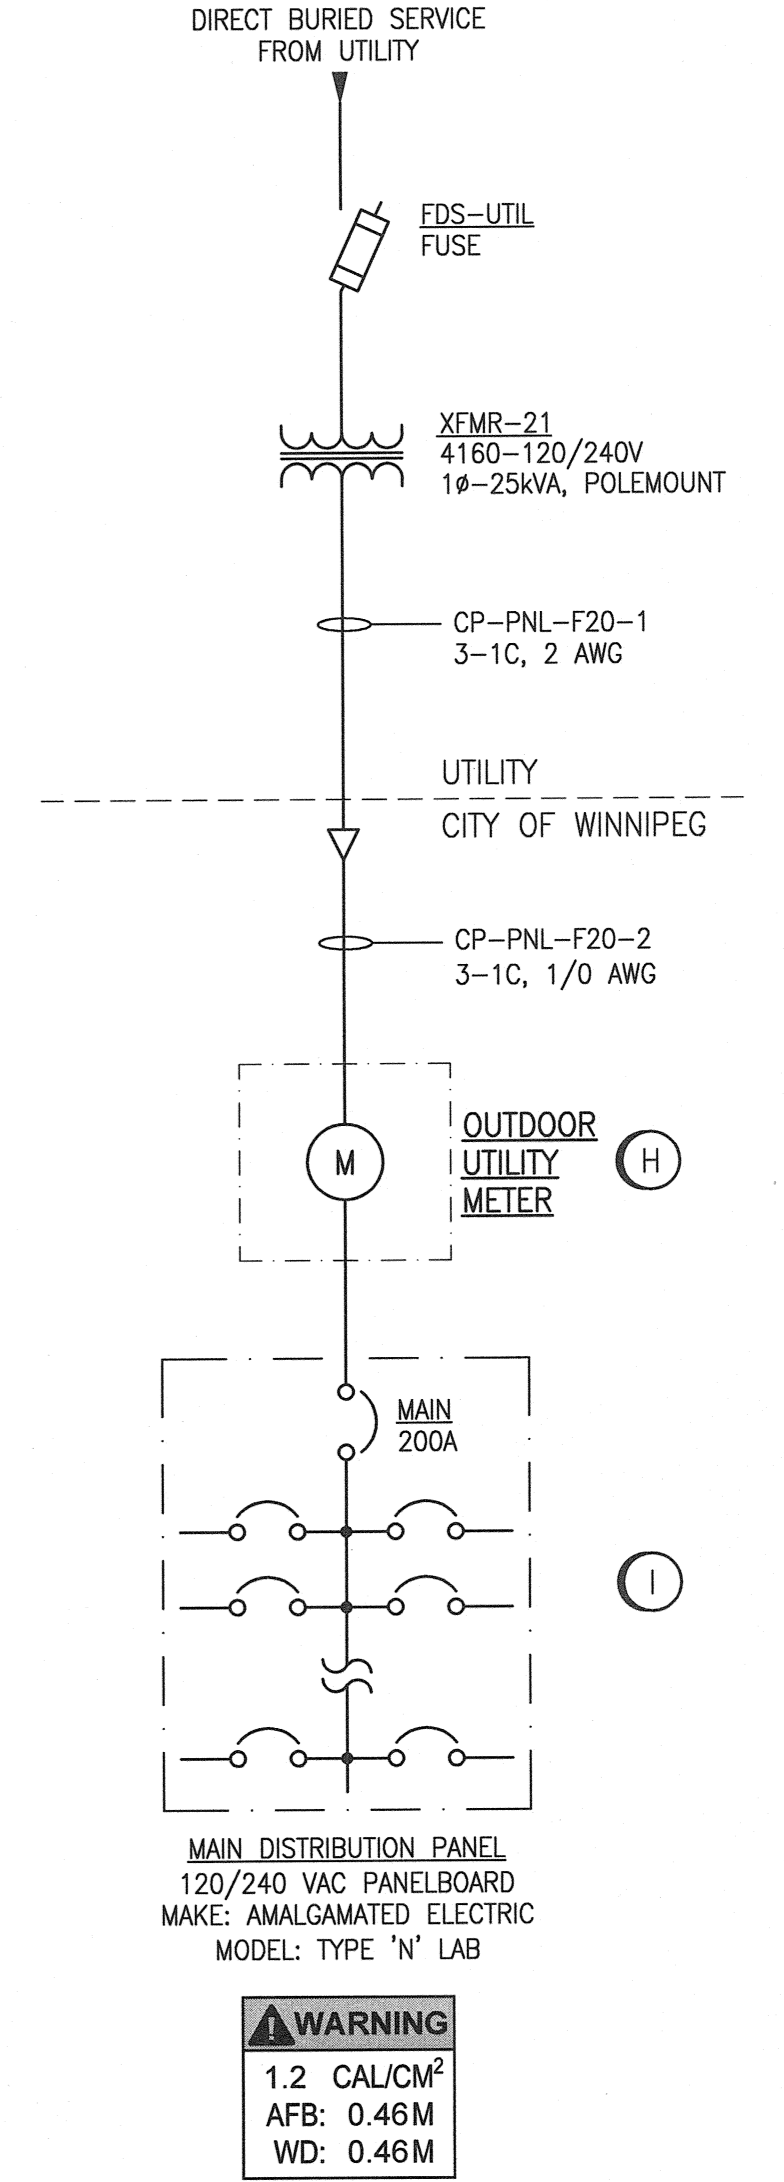 DIRECT BURIED SERVICE
FROM UTILITY
FDS-UTIL
FUSE
XFMR-21
4160-120/240V
1ø-25kVA, POLEMOUNT
CP-PNL-F20-1
3-1C, 2 AWG
UTILITY
CITY OF WINNIPEG
CP-PNL-F20-2
3-1C, 1/0 AWG
M
OUTDOOR
UTILITY
METER
H
MAIN
200A
I
MAIN DISTRIBUTION PANEL
120/240 VAC PANELBOARD
MAKE: AMALGAMATED ELECTRIC
MODEL: TYPE 'N' LAB
WARNING
1.2 CAL/CM²
AFB: 0.46M
WD: 0.46M